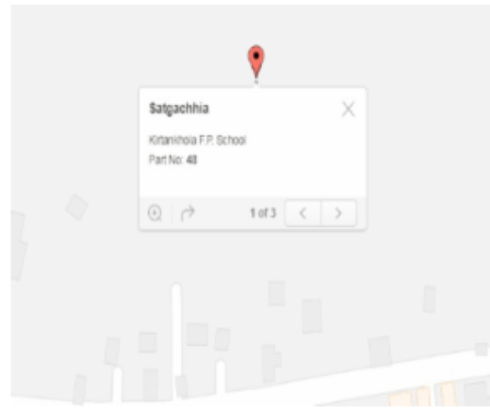 Satgachhia
Kirtankhola F.P. School
Part No: 48
1 of 3